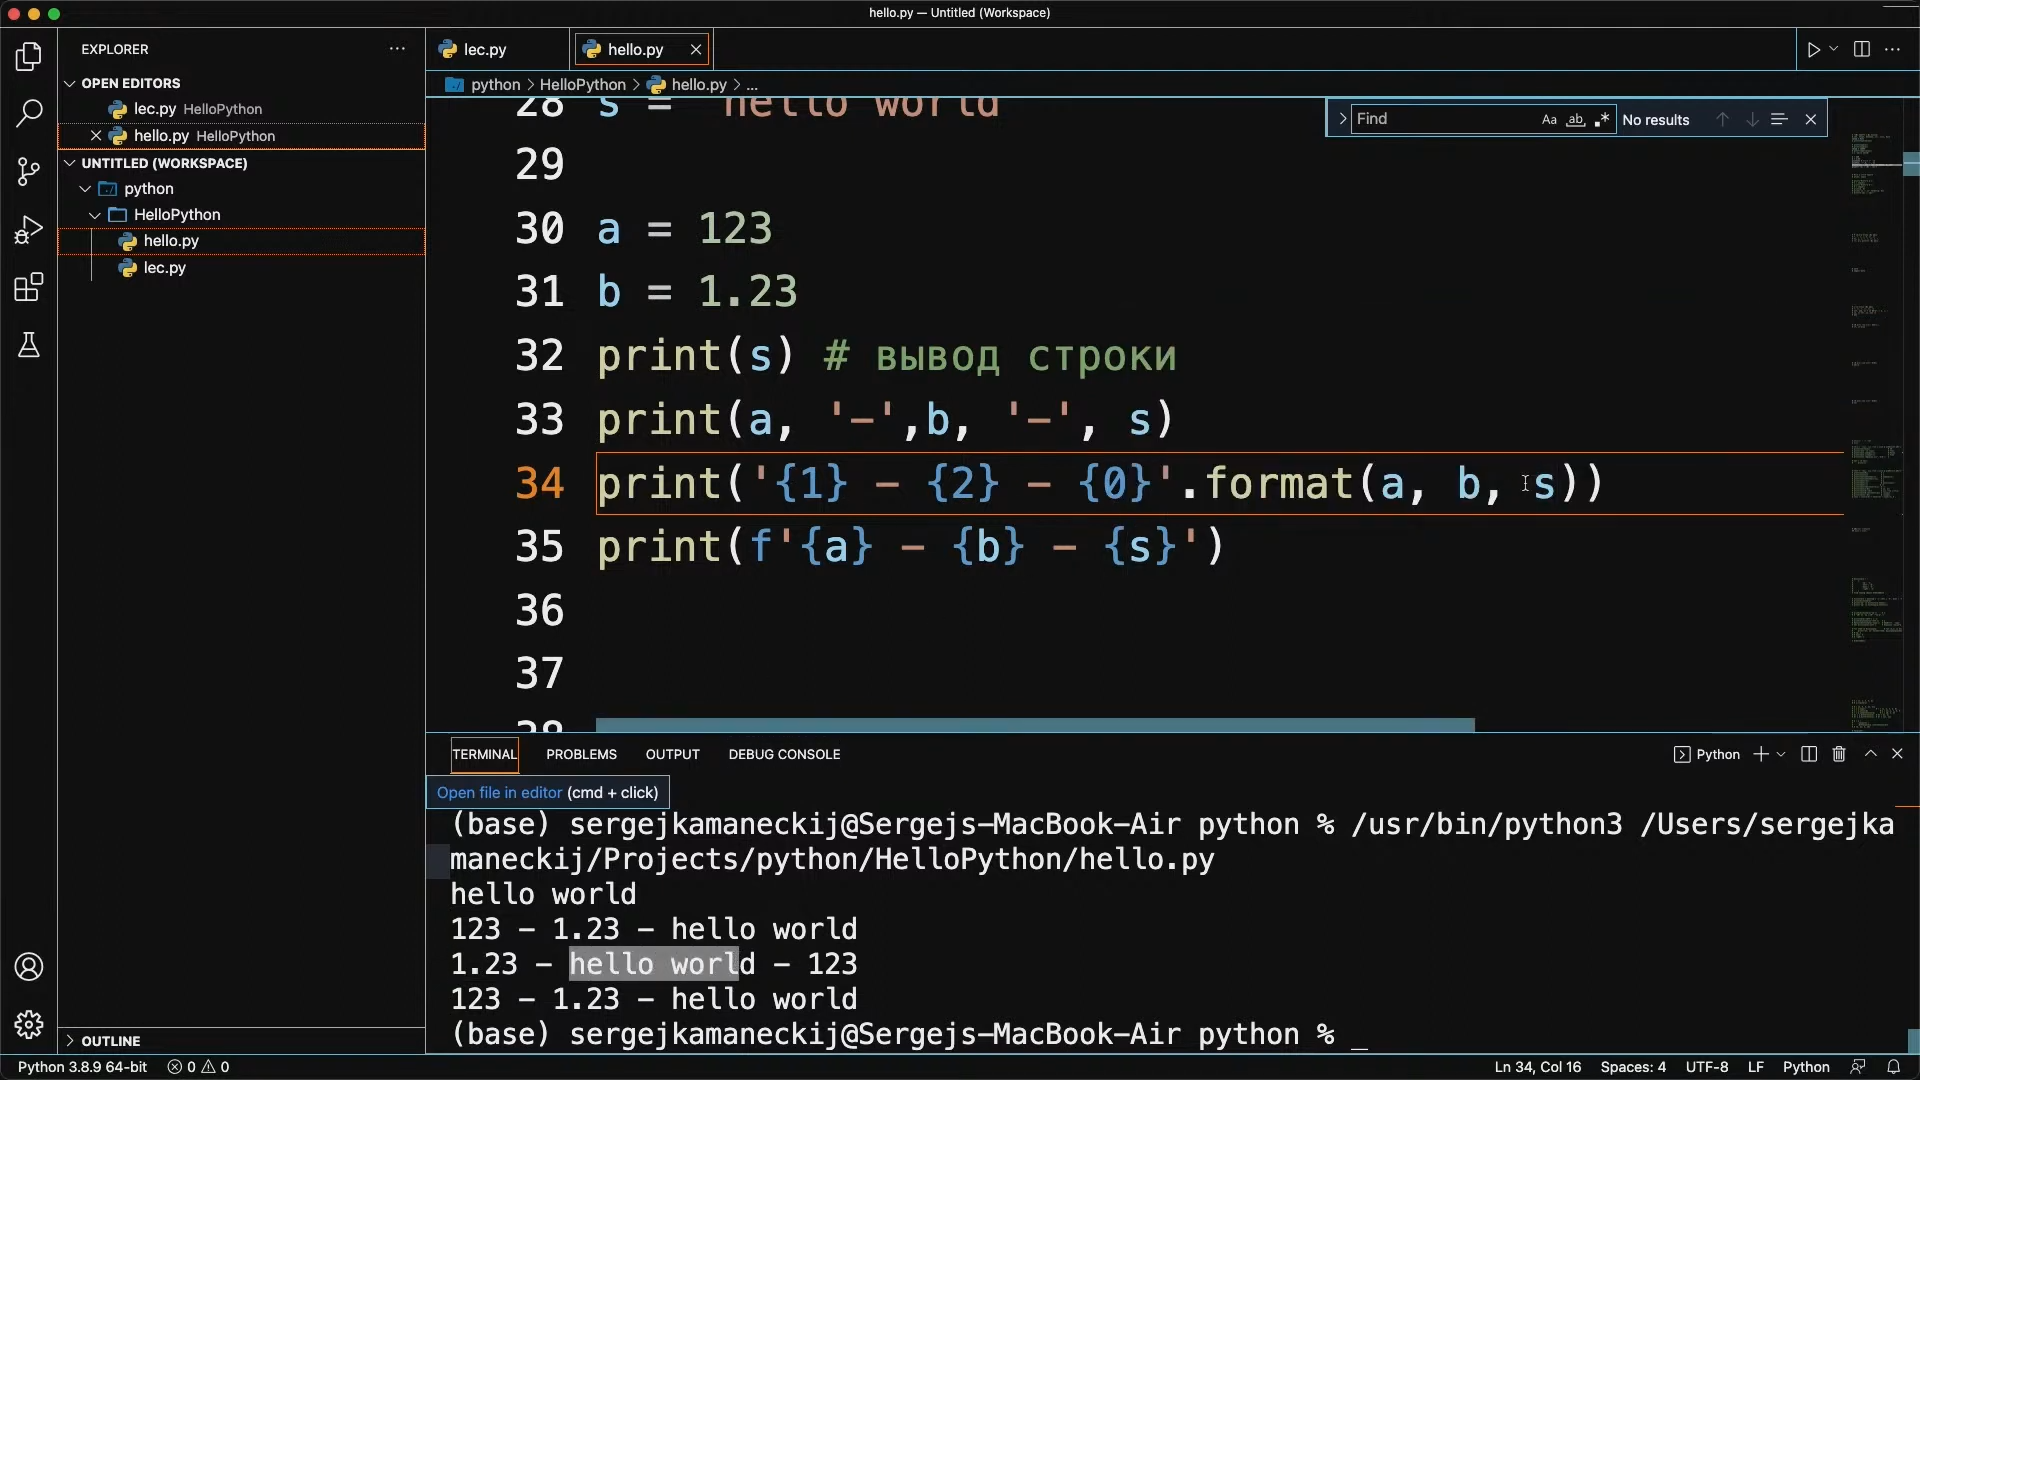 hello.py — Untitled (Workspace)
EXPLORER
OPEN EDITORS
lec.py HelloPython
hello.py HelloPython
UNTITLED (WORKSPACE)
python
HelloPython
hello.py
lec.py
OUTLINE
lec.py
hello.py
python > HelloPython > hello.py > ...
Find
Aa ab .* No results
28 s = 'hello world
29
30 a = 123
31 b = 1.23
32 print(s) # вывод строки
33 print(a, '-',b, '-', s)
34 print('{1} - {2} - {0}'.format(a, b, s))
35 print(f'{a} - {b} - {s}')
36
37
38
TERMINAL PROBLEMS OUTPUT DEBUG CONSOLE
Python
Open file in editor (cmd + click)
(base) sergejkamaneckij@Sergejs-MacBook-Air python % /usr/bin/python3 /Users/sergejka
maneckij/Projects/python/HelloPython/hello.py
hello world
123 - 1.23 - hello world
1.23 - hello world - 123
123 - 1.23 - hello world
(base) sergejkamaneckij@Sergejs-MacBook-Air python % _
Python 3.8.9 64-bit 0 0
Ln 34, Col 16 Spaces: 4 UTF-8 LF Python